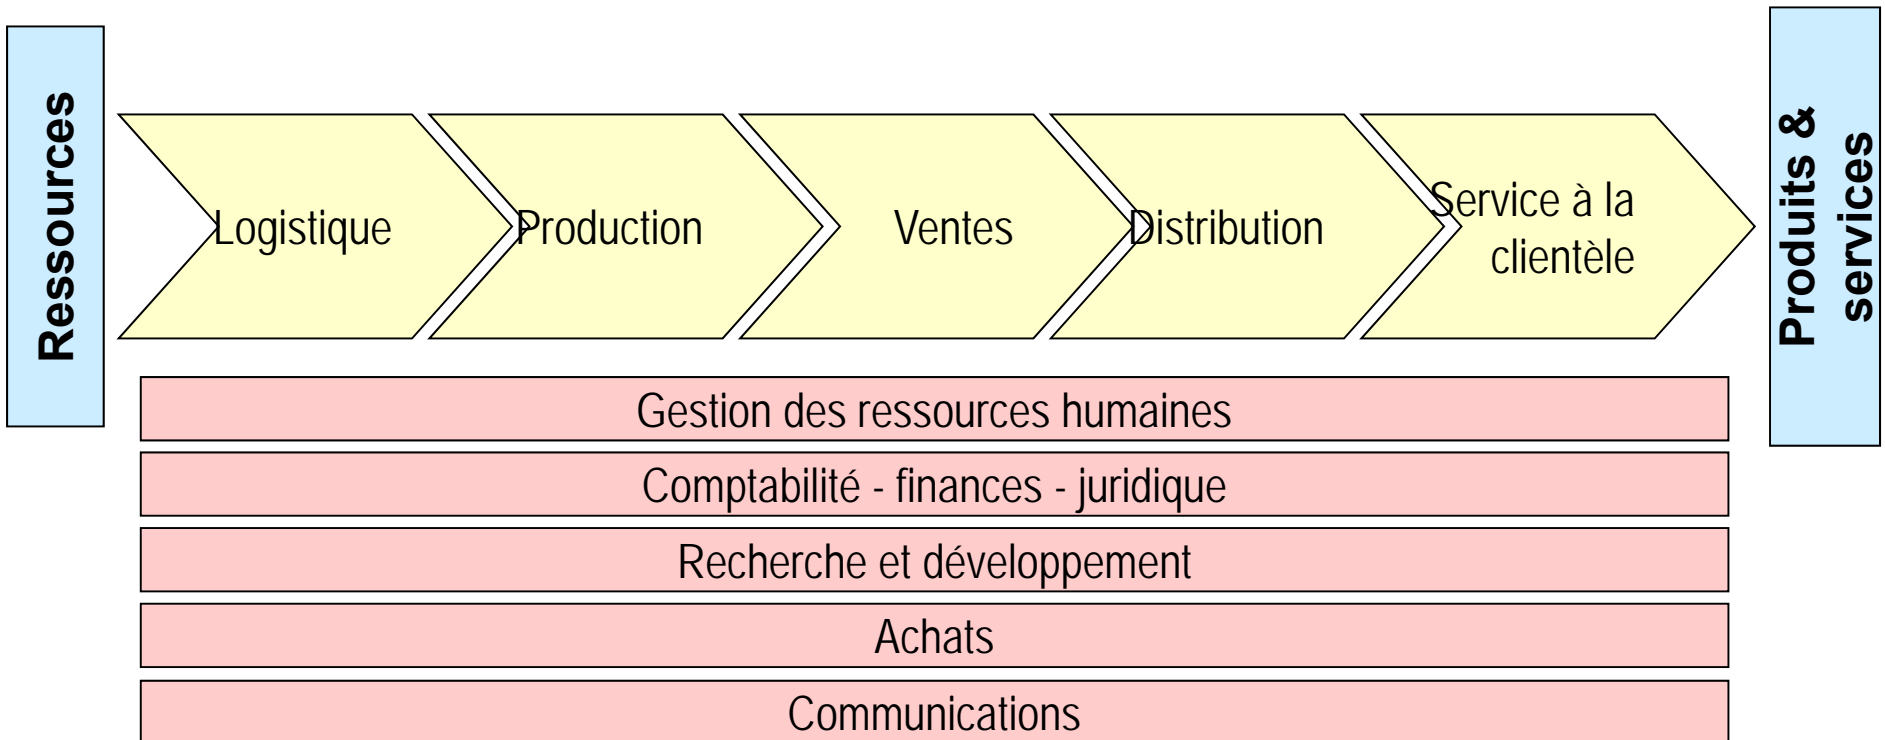 Ressources
Logistique
Production
Ventes
Distribution
Service à la
clientèle
Produits &
services
Gestion des ressources humaines
Comptabilité - finances - juridique
Recherche et développement
Achats
Communications